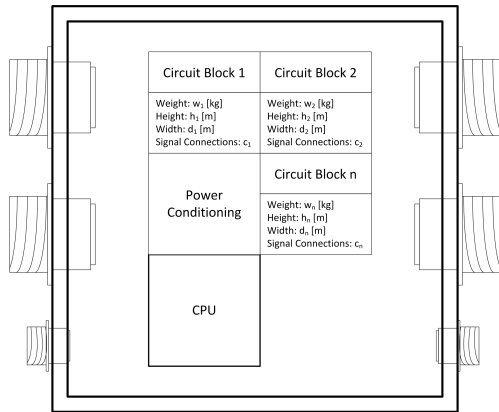 Circuit Block 1
Circuit Block 2
Weight: w₁ [kg]
Height: h₁ [m]
Width: d₁ [m]
Signal Connections: c₁
Weight: w₂ [kg]
Height: h₂ [m]
Width: d₂ [m]
Signal Connections: c₂
Power
Conditioning
Circuit Block n
Weight: wₙ [kg]
Height: hₙ [m]
Width: dₙ [m]
Signal Connections: cₙ
CPU